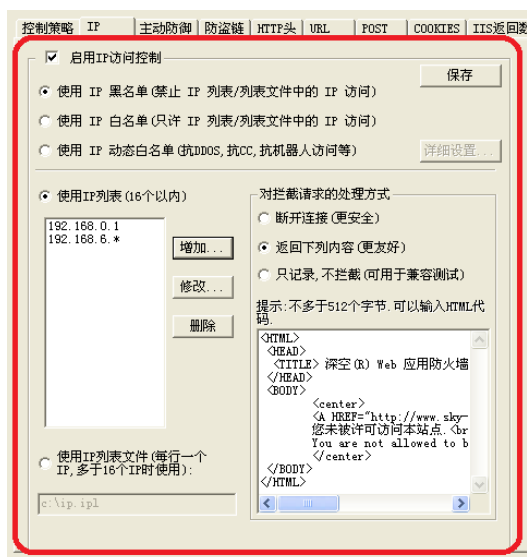 控制策略 IP 主动防御 防盗链 HTTP头 URL POST COOKIES IIS返回数
启用IP访问控制
保存
使用 IP 黑名单(禁止 IP 列表/列表文件中的 IP 访问)
使用 IP 白名单(只许 IP 列表/列表文件中的 IP 访问)
使用 IP 动态白名单(抗DDOS,抗CC,抗机器人访问等)
详细设置...
使用IP列表(16个以内)
192.168.0.1
192.168.6.*
增加...
修改...
删除
使用IP列表文件(每行一个
IP,多于16个IP时使用):
c:\ip.ipl
对拦截请求的处理方式
断开连接(更安全)
返回下列内容(更友好)
只记录,不拦截(可用于兼容测试)
提示:不多于512个字节.可以输入HTML代
码.
<HTML>
<HEAD>
<TITLE> 深空(R) Web 应用防火墙
</HEAD>
<BODY>
<center>
<A HREF="http://www.sky-
您未被许可访问本站点.<br
You are not allowed to b
</center>
</BODY>
</HTML>